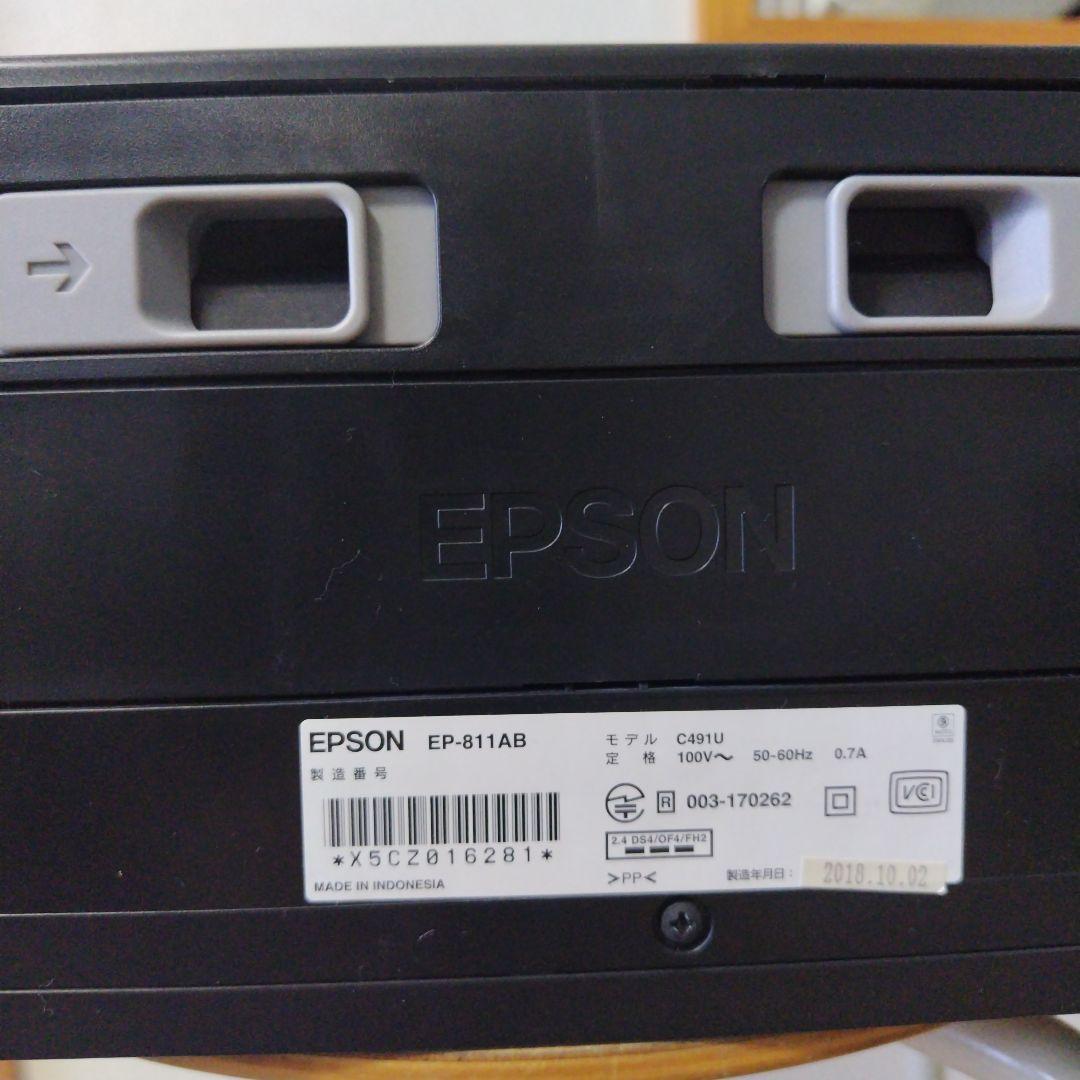 EPSON
EPSON EP-811AB
製造番号
*X5CZ016281*
MADE IN INDONESIA
モデル C491U
定格 100V〜 50-60Hz 0.7A
R 003-170262
VCI
2.4 DS4/OF4/FH2
>PP<
製造年月日: 2018.10.02